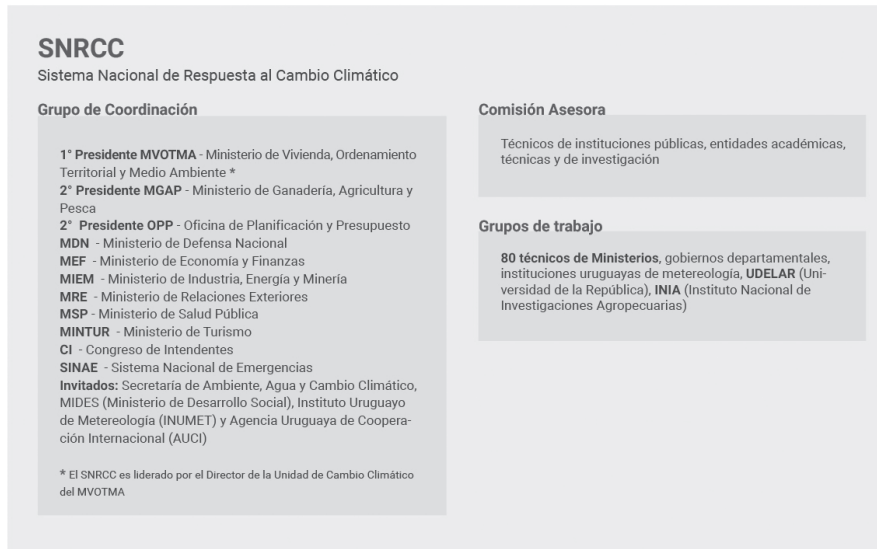 SNRCC
Sistema Nacional de Respuesta al Cambio Climático
Grupo de Coordinación
1° Presidente MVOTMA - Ministerio de Vivienda, Ordenamiento
Territorial y Medio Ambiente *
2° Presidente MGAP - Ministerio de Ganadería, Agricultura y
Pesca
2° Presidente OPP - Oficina de Planificación y Presupuesto
MDN - Ministerio de Defensa Nacional
MEF - Ministerio de Economía y Finanzas
MIEM - Ministerio de Industria, Energía y Minería
MRE - Ministerio de Relaciones Exteriores
MSP - Ministerio de Salud Pública
MINTUR - Ministerio de Turismo
CI - Congreso de Intendentes
SINAE - Sistema Nacional de Emergencias
Invitados: Secretaría de Ambiente, Agua y Cambio Climático,
MIDES (Ministerio de Desarrollo Social), Instituto Uruguayo
de Metereología (INUMET) y Agencia Uruguaya de Coopera-
ción Internacional (AUCI)
* El SNRCC es liderado por el Director de la Unidad de Cambio Climático
del MVOTMA
Comisión Asesora
Técnicos de instituciones públicas, entidades académicas,
técnicas y de investigación
Grupos de trabajo
80 técnicos de Ministerios, gobiernos departamentales,
instituciones uruguayas de metereología, UDELAR (Uni-
versidad de la República), INIA (Instituto Nacional de
Investigaciones Agropecuarias)